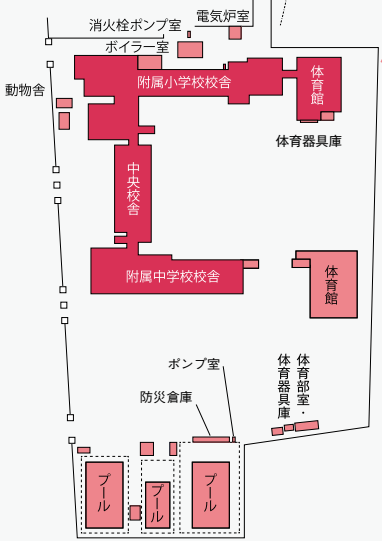 電気炉室
消火栓ポンプ室
ボイラー室
動物舎
附属小学校校舎
体育館
体育器具庫
中央校舎
附属中学校校舎
体育館
ポンプ室
防災倉庫
体育部室・
体育器具庫
プール
プール
プール